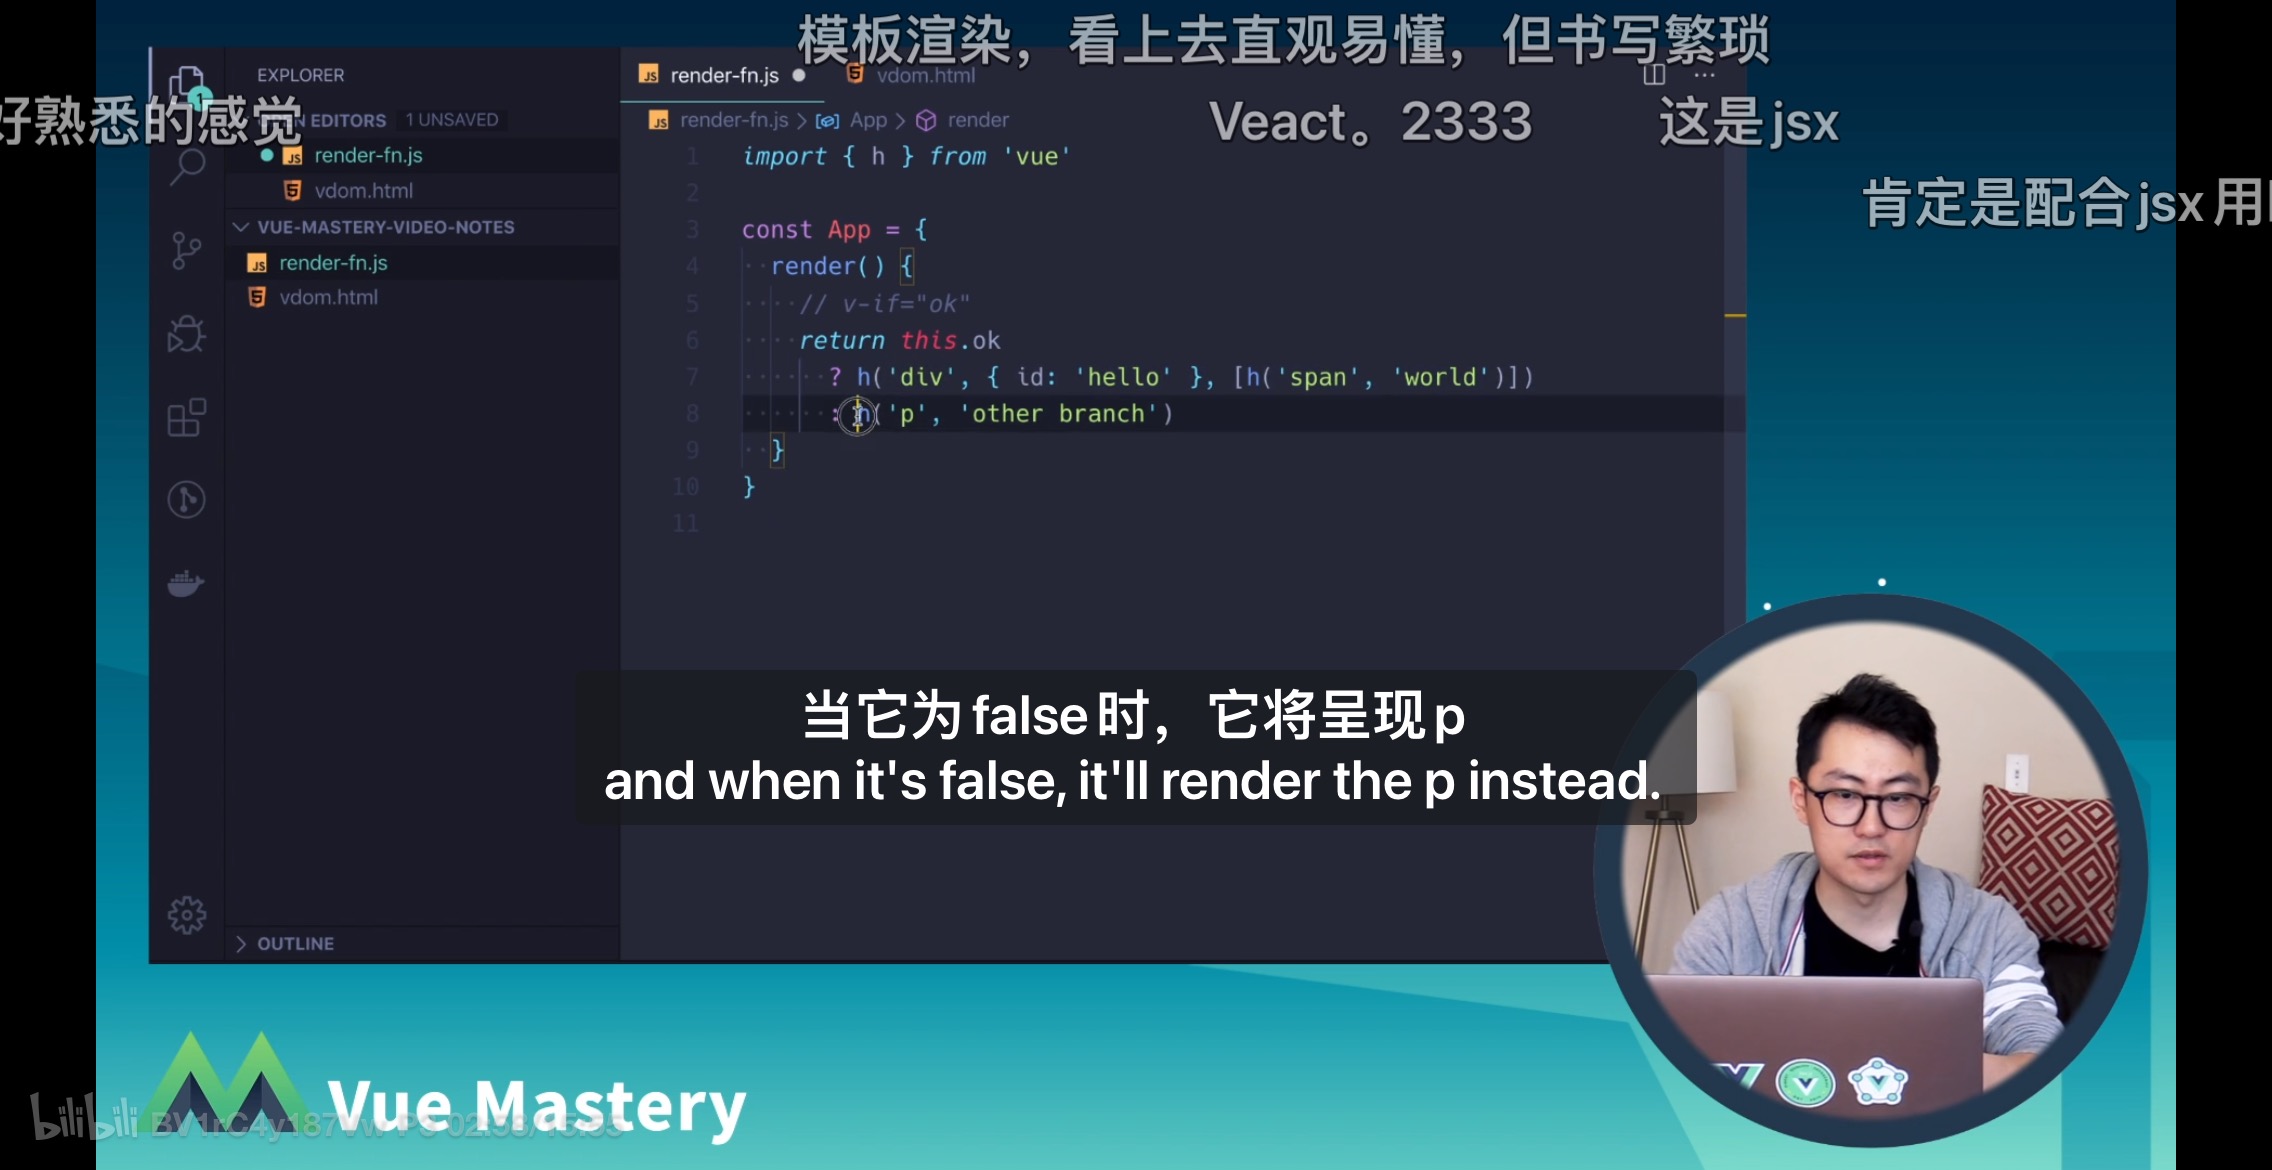 模板渲染，看上去直观易懂，但书写繁琐
好熟悉的感觉
Veact。2333
这是jsx
肯定是配合jsx用
EXPLORER
EDITORS 1 UNSAVED
render-fn.js
vdom.html
VUE-MASTERY-VIDEO-NOTES
render-fn.js
vdom.html
OUTLINE
1
render-fn.js
vdom.html
render-fn.js > App > render
1 import { h } from 'vue'
2
3 const App = {
4 render() {
5 // v-if="ok"
6 return this.ok
7 ? h('div', { id: 'hello' }, [h('span', 'world')])
8 : h('p', 'other branch')
9 }
10 }
11
当它为false时，它将呈现p
and when it's false, it'll render the p instead.
Vue Mastery
bilibili